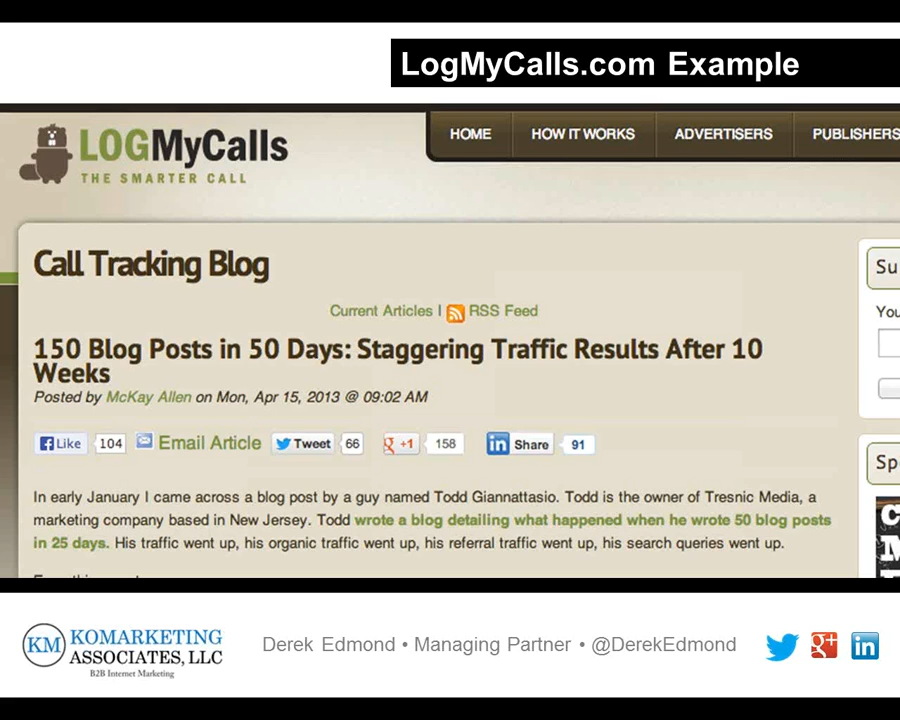 LogMyCalls.com Example
LOGMyCalls
THE SMARTER CALL
HOME
HOW IT WORKS
ADVERTISERS
PUBLISHERS
Call Tracking Blog
Current Articles | RSS Feed
150 Blog Posts in 50 Days: Staggering Traffic Results After 10
Weeks
Posted by McKay Allen on Mon, Apr 15, 2013 @ 09:02 AM
Like 104 Email Article Tweet 66 +1 158 in Share 91
In early January I came across a blog post by a guy named Todd Giannattasio. Todd is the owner of Tresnic Media, a
marketing company based in New Jersey. Todd wrote a blog detailing what happened when he wrote 50 blog posts
in 25 days. His traffic went up, his organic traffic went up, his referral traffic went up, his search queries went up.
KM KOMARKETING
ASSOCIATES, LLC
B2B Internet Marketing
Derek Edmond • Managing Partner • @DerekEdmond